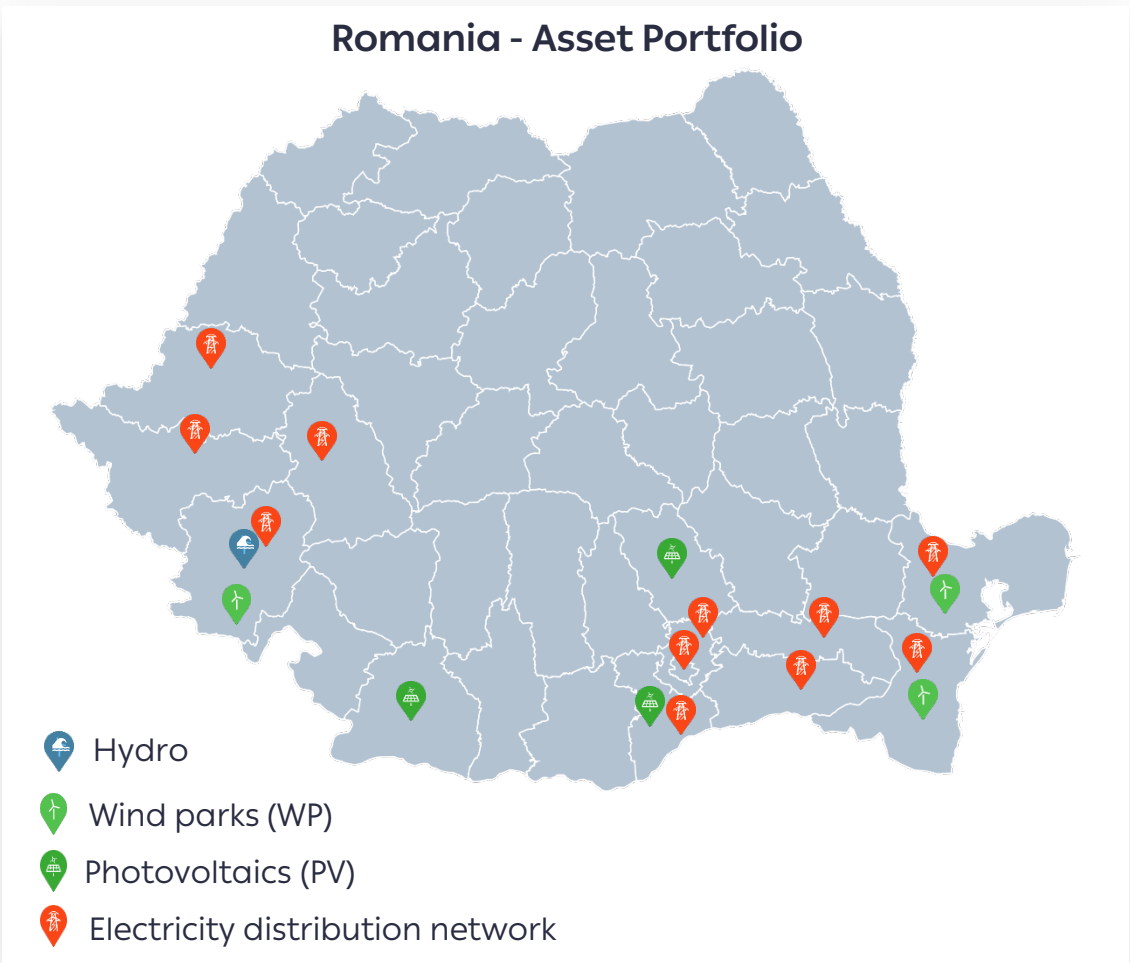 Romania - Asset Portfolio
Hydro
Wind parks (WP)
Photovoltaics (PV)
Electricity distribution network